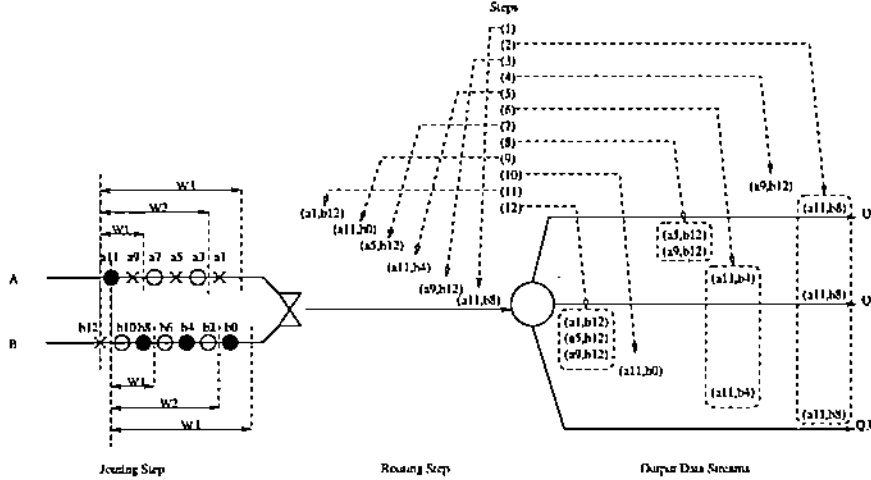 Steps
(1)
(2)
(3)
(4)
(5)
(6)
(7)
(8)
(9)
(10)
(11)
(12)
(a9,b12)
(a1,b12)
(a11,b8)
(a11,b0)
(a5,b12)
(a11,b4)
(a9,b12)
(a11,b8)
(a5,b12)
(a9,b12)
(a11,b4)
(a11,b8)
(a1,b12)
(a5,b12)
(a9,b12)
(a11,b0)
(a11,b4)
(a11,b8)
W2
W1
a11 a9 a7 a5 a3 a1
A
b12 b10 b8 b6 b4 b2 b0
B
W1
W2
Joining Step
Routing Step
Output Data Streams